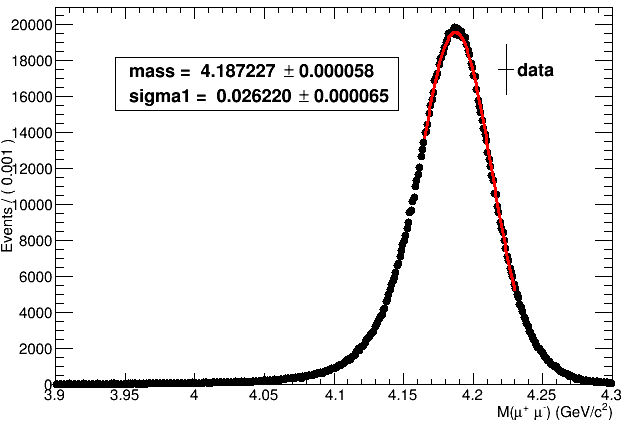 20000
18000
16000
14000
12000
10000
8000
6000
4000
2000
0
Events / ( 0.001 )
mass = 4.187227 ±0.000058
sigma1 = 0.026220 ±0.000065
data
3.9 3.95 4 4.05 4.1 4.15 4.2 4.25 4.3
M(μ⁺ μ⁻) (GeV/c²)